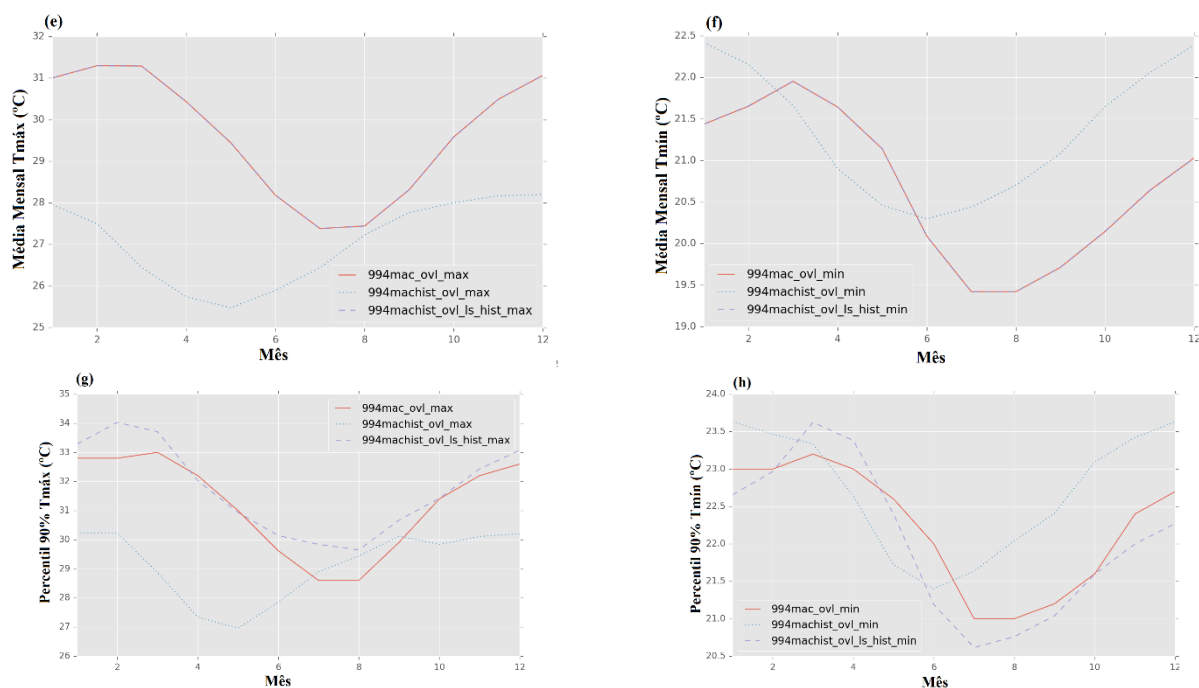 (e)
Média Mensal Tmáx (ºC)
32
31
30
29
28
27
26
25
2
4
6
8
10
12
994mac_ovl_max
994machist_ovl_max
994machist_ovl_ls_hist_max
Mês
(f)
Média Mensal Tmín (ºC)
22.5
22.0
21.5
21.0
20.5
20.0
19.5
19.0
2
4
6
8
10
12
994mac_ovl_min
994machist_ovl_min
994machist_ovl_ls_hist_min
Mês
(g)
Percentil 90% Tmáx (ºC)
35
34
33
32
31
30
29
28
27
26
2
4
6
8
10
12
994mac_ovl_max
994machist_ovl_max
994machist_ovl_ls_hist_max
Mês
(h)
Percentil 90% Tmín (ºC)
24.0
23.5
23.0
22.5
22.0
21.5
21.0
20.5
2
4
6
8
10
12
994mac_ovl_min
994machist_ovl_min
994machist_ovl_ls_hist_min
Mês